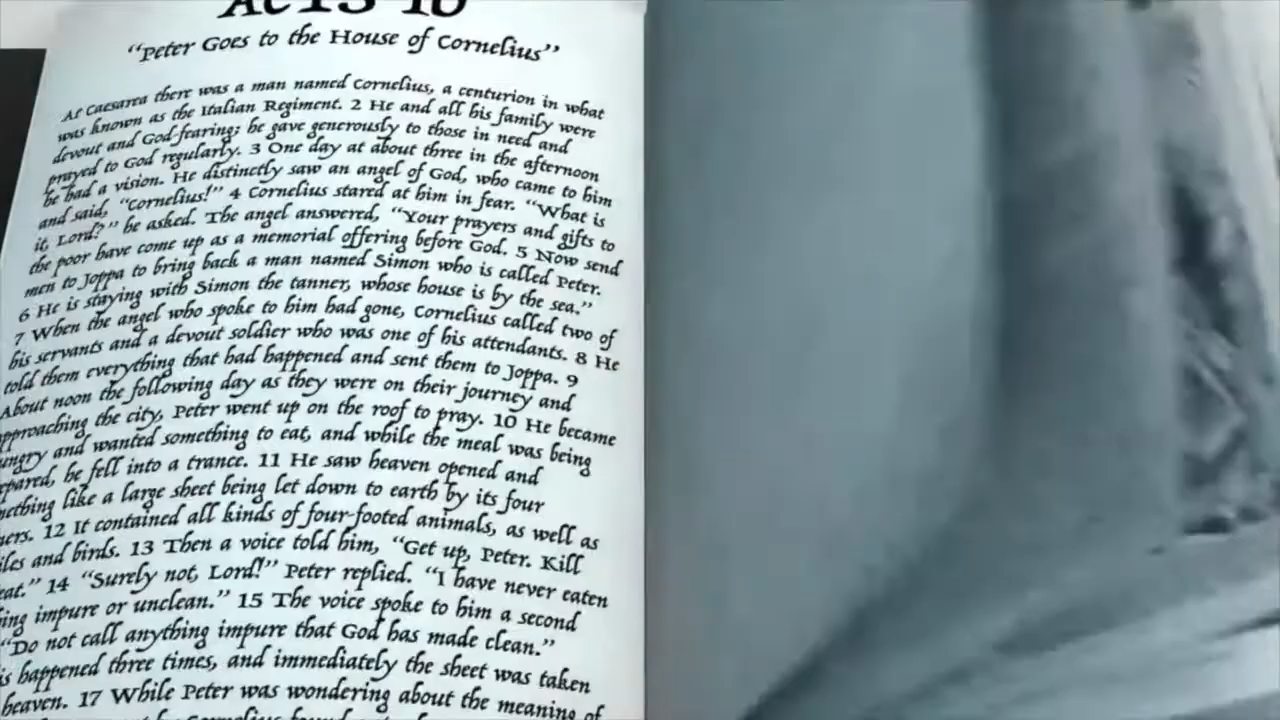 Acts 10
“Peter Goes to the House of Cornelius”
At Caesarea there was a man named Cornelius, a centurion in what
was known as the Italian Regiment. 2 He and all his family were
devout and God-fearing; he gave generously to those in need and
prayed to God regularly. 3 One day at about three in the afternoon
he had a vision. He distinctly saw an angel of God, who came to him
and said, “Cornelius!” 4 Cornelius stared at him in fear. “What is
it, Lord?” he asked. The angel answered, “Your prayers and gifts to
the poor have come up as a memorial offering before God. 5 Now send
men to Joppa to bring back a man named Simon who is called Peter.
6 He is staying with Simon the tanner, whose house is by the sea.”
7 When the angel who spoke to him had gone, Cornelius called two of
his servants and a devout soldier who was one of his attendants. 8 He
told them everything that had happened and sent them to Joppa. 9
About noon the following day as they were on their journey and
pproaching the city, Peter went up on the roof to pray. 10 He became
ungry and wanted something to eat, and while the meal was being
epared, he fell into a trance. 11 He saw heaven opened and
mething like a large sheet being let down to earth by its four
ners. 12 It contained all kinds of four-footed animals, as well as
iles and birds. 13 Then a voice told him, “Get up, Peter. Kill
eat.” 14 “Surely not, Lord!” Peter replied. “I have never eaten
ing impure or unclean.” 15 The voice spoke to him a second
“Do not call anything impure that God has made clean.”
is happened three times, and immediately the sheet was taken
heaven. 17 While Peter was wondering about the meaning of